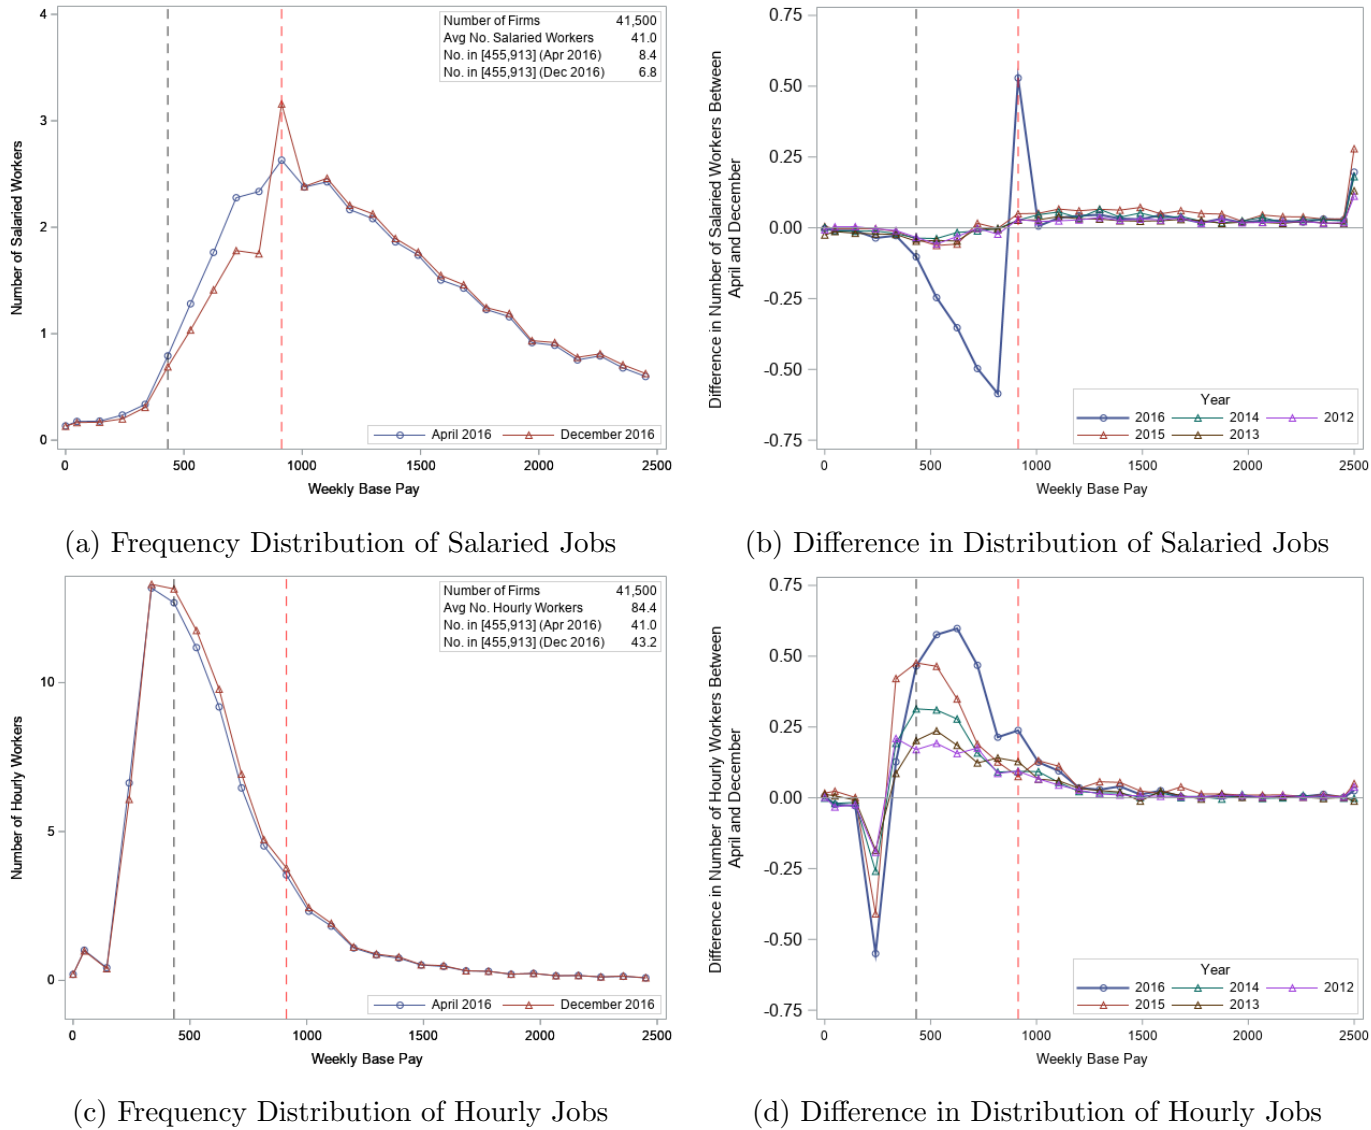 Number of Firms 41,500
Avg No. Salaried Workers 41.0
No. in [455,913] (Apr 2016) 8.4
No. in [455,913] (Dec 2016) 6.8
4
3
2
1
0
Number of Salaried Workers
April 2016 December 2016
0 500 1000 1500 2000 2500
Weekly Base Pay
(a) Frequency Distribution of Salaried Jobs
0.75
0.50
0.25
0.00
-0.25
-0.50
-0.75
Difference in Number of Salaried Workers Between
April and December
Year
2016 2014 2012
2015 2013
0 500 1000 1500 2000 2500
Weekly Base Pay
(b) Difference in Distribution of Salaried Jobs
Number of Firms 41,500
Avg No. Hourly Workers 84.4
No. in [455,913] (Apr 2016) 41.0
No. in [455,913] (Dec 2016) 43.2
10
5
0
Number of Hourly Workers
April 2016 December 2016
0 500 1000 1500 2000 2500
Weekly Base Pay
(c) Frequency Distribution of Hourly Jobs
0.75
0.50
0.25
0.00
-0.25
-0.50
-0.75
Difference in Number of Hourly Workers Between
April and December
Year
2016 2014 2012
2015 2013
0 500 1000 1500 2000 2500
Weekly Base Pay
(d) Difference in Distribution of Hourly Jobs